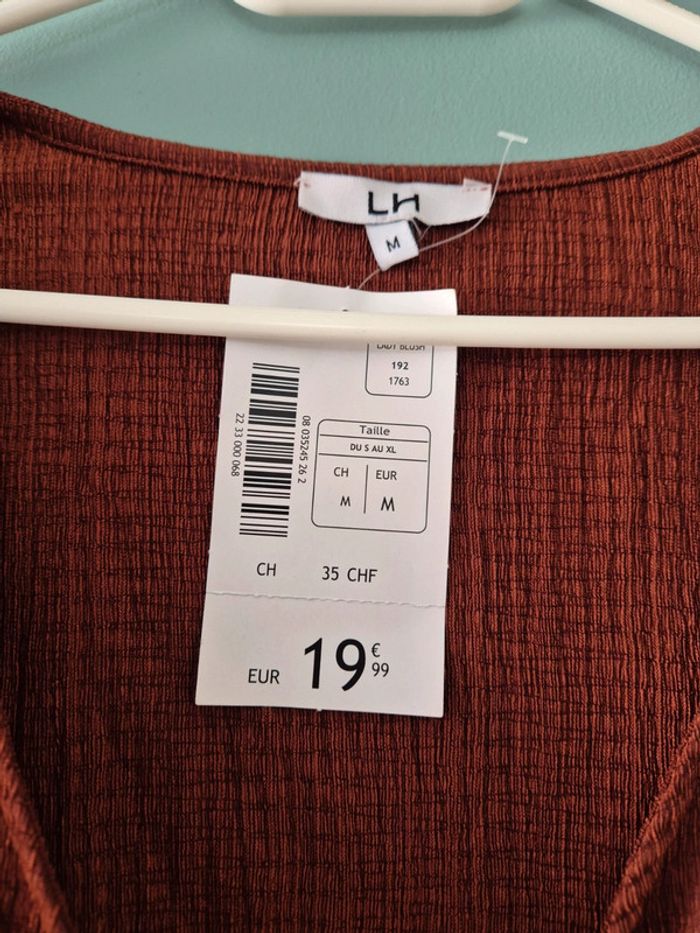 LH
M
LADY BLUSH
192
1763
08 035245 26 2
22 33 000 068
Taille
DU S AU XL
CH EUR
M M
CH 35 CHF
EUR 19€99